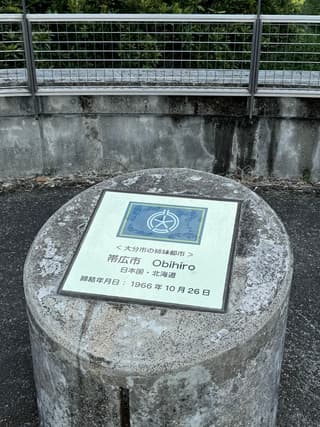 ＜大分市の姉妹都市＞
帯広市　Obihiro
日本国・北海道
締結年月日：1966年10月26日